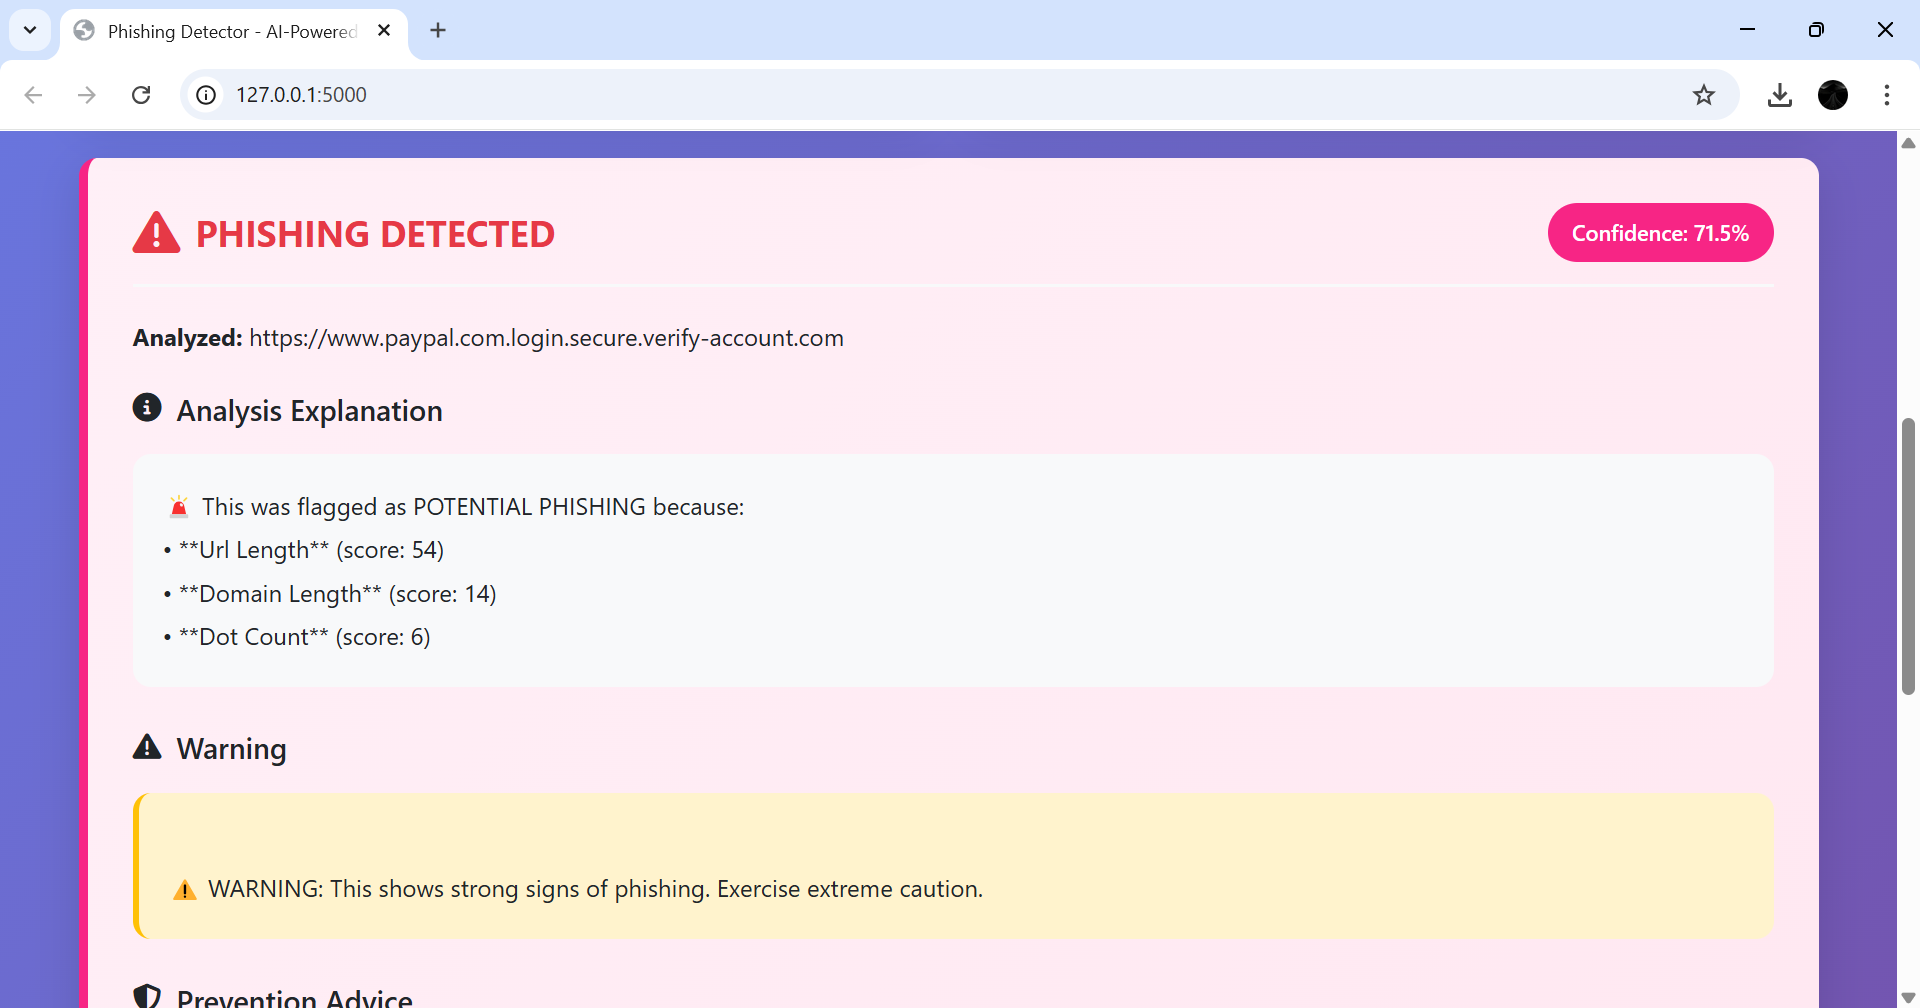 Phishing Detector - AI-Powered
127.0.0.1:5000
PHISHING DETECTED
Confidence: 71.5%
Analyzed: https://www.paypal.com.login.secure.verify-account.com
Analysis Explanation
🚨 This was flagged as POTENTIAL PHISHING because:
• **Url Length** (score: 54)
• **Domain Length** (score: 14)
• **Dot Count** (score: 6)
Warning
⚠️ WARNING: This shows strong signs of phishing. Exercise extreme caution.
Prevention Advice